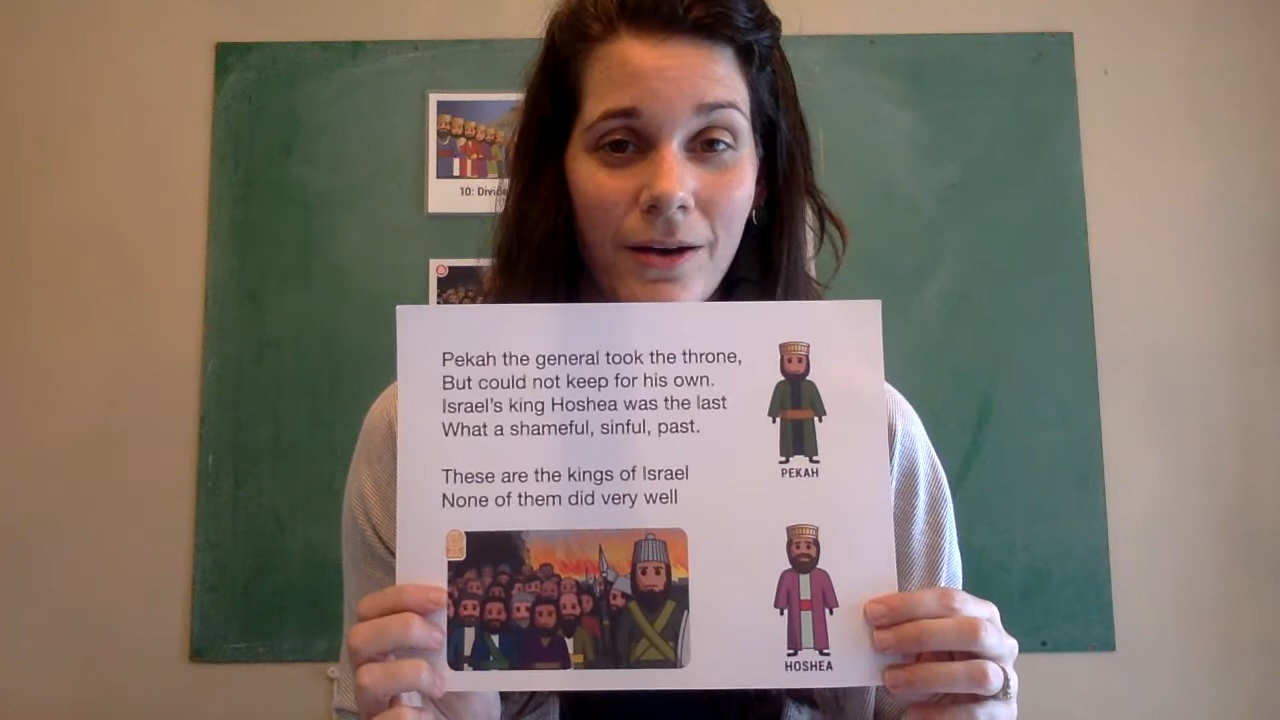 10: Divide
Pekah the general took the throne,
But could not keep for his own.
Israel's king Hoshea was the last
What a shameful, sinful, past.
These are the kings of Israel
None of them did very well
PEKAH
HOSHEA